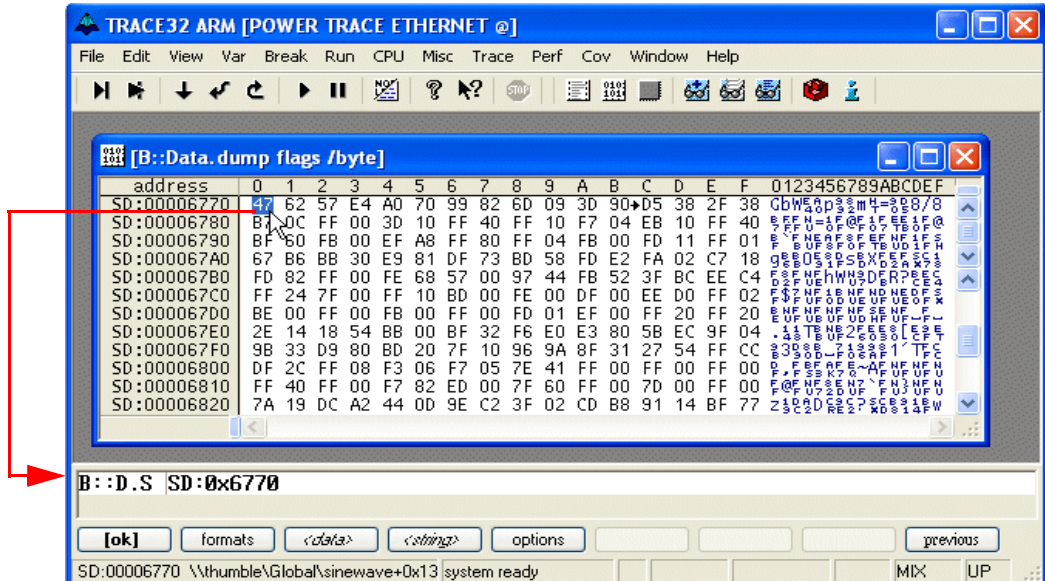 TRACE32 ARM [POWER TRACE ETHERNET @]
File Edit View Var Break Run CPU Misc Trace Perf Cov Window Help
[B::Data.dump flags /byte]
address 0 1 2 3 4 5 6 7 8 9 A B C D E F 0123456789ABCDEF
SD:00006770 47 62 57 E4 A0 70 99 82 6D 09 3D 90 D5 38 2F 38
SD:00006780 B7 0C FF 00 3D 10 FF 40 FF 10 F7 04 EB 10 FF 40
SD:00006790 BF 60 FB 00 EF A8 FF 80 FF 04 FB 00 FD 11 FF 01
SD:000067A0 67 B6 BB 30 E9 81 DF 73 BD 58 FD E2 FA 02 C7 18
SD:000067B0 FD 82 FF 00 FE 68 57 00 97 44 FB 52 3F BC EE C4
SD:000067C0 FF 24 7F 00 FF 10 BD 00 FE 00 DF 00 EE D0 FF 02
SD:000067D0 BE 00 FF 00 FB 00 FF 00 FD 01 EF 00 FF 20 FF 20
SD:000067E0 2E 14 18 54 BB 00 BF 32 F6 E0 E3 80 5B EC 9F 04
SD:000067F0 9B 33 D9 80 BD 20 7F 10 96 9A 8F 31 27 54 FF CC
SD:00006800 DF 2C FF 08 F3 06 F7 05 7E 41 FF 00 FF 00 FF 00
SD:00006810 FF 40 FF 00 F7 82 ED 00 7F 60 FF 00 7D 00 FF 00
SD:00006820 7A 19 DC A2 44 0D 9E C2 3F 02 CD B8 91 14 BF 77
B::D.S SD:0x6770
[ok] formats <data> <string> options previous
SD:00006770 \\thumble\Global\sinewave+0x13 system ready MIX UP